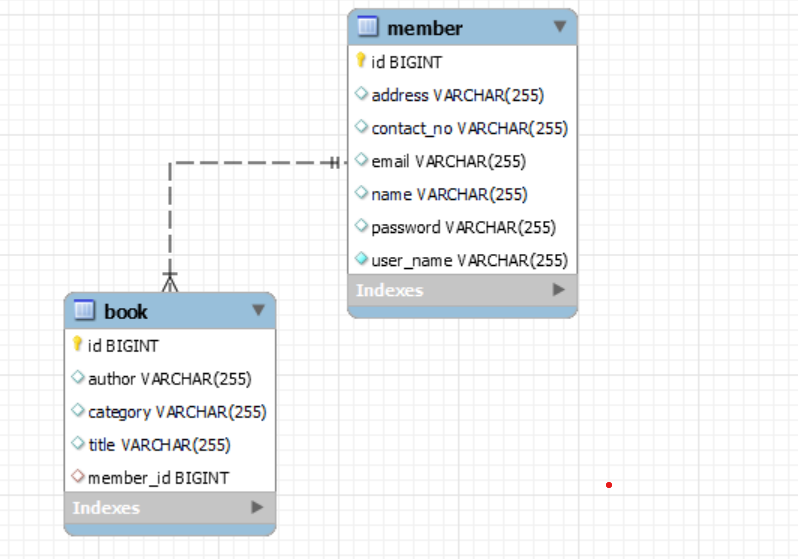 member
id BIGINT
address VARCHAR(255)
contact_no VARCHAR(255)
email VARCHAR(255)
name VARCHAR(255)
password VARCHAR(255)
user_name VARCHAR(255)
Indexes
book
id BIGINT
author VARCHAR(255)
category VARCHAR(255)
title VARCHAR(255)
member_id BIGINT
Indexes